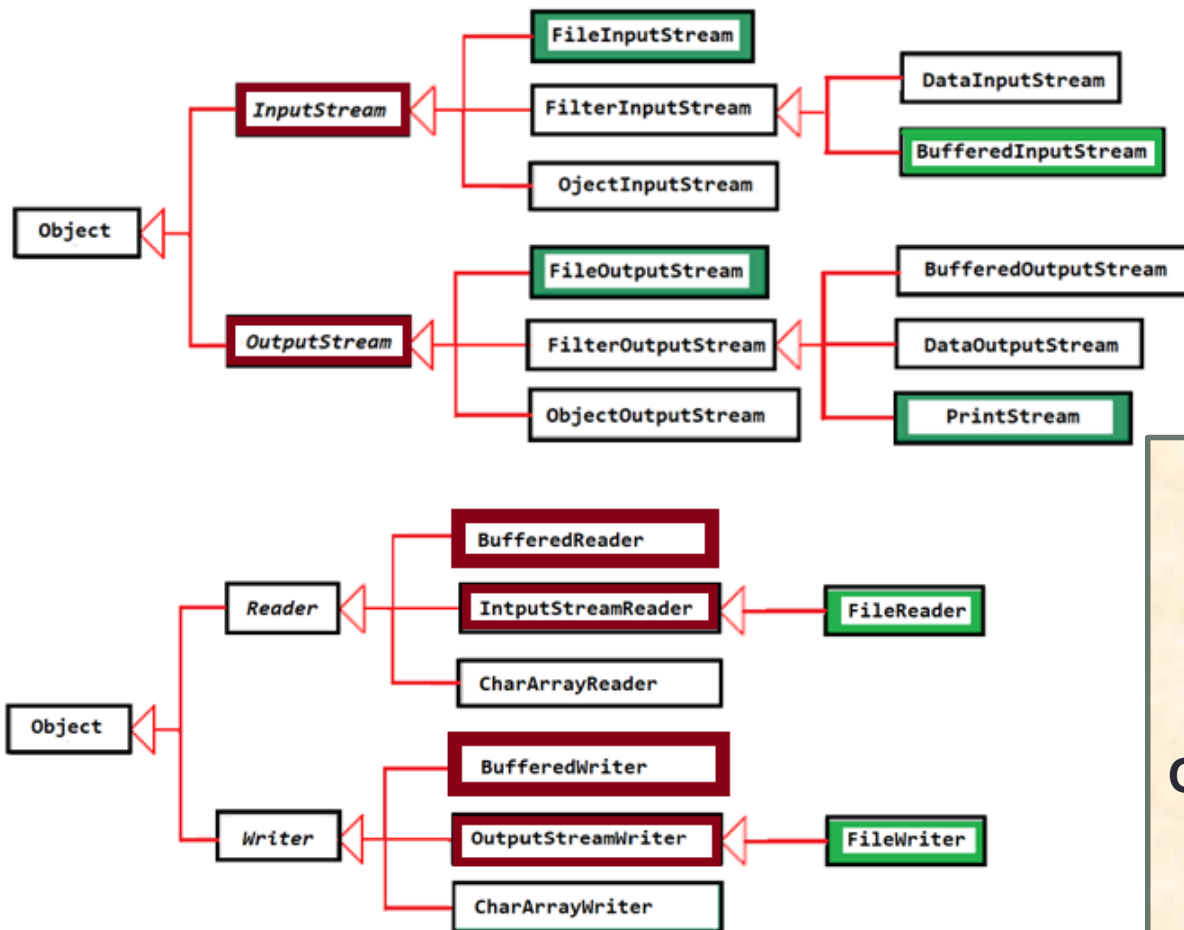 FileInputStream
InputStream
FilterInputStream
DataInputStream
BufferedInputStream
OjectInputStream
Object
FileOutputStream
BufferedOutputStream
OutputStream
FilterOutputStream
DataOutputStream
ObjectOutputStream
PrintStream
BufferedReader
Reader
IntputStreamReader
FileReader
CharArrayReader
Object
BufferedWriter
Writer
OutputStreamWriter
FileWriter
CharArrayWriter